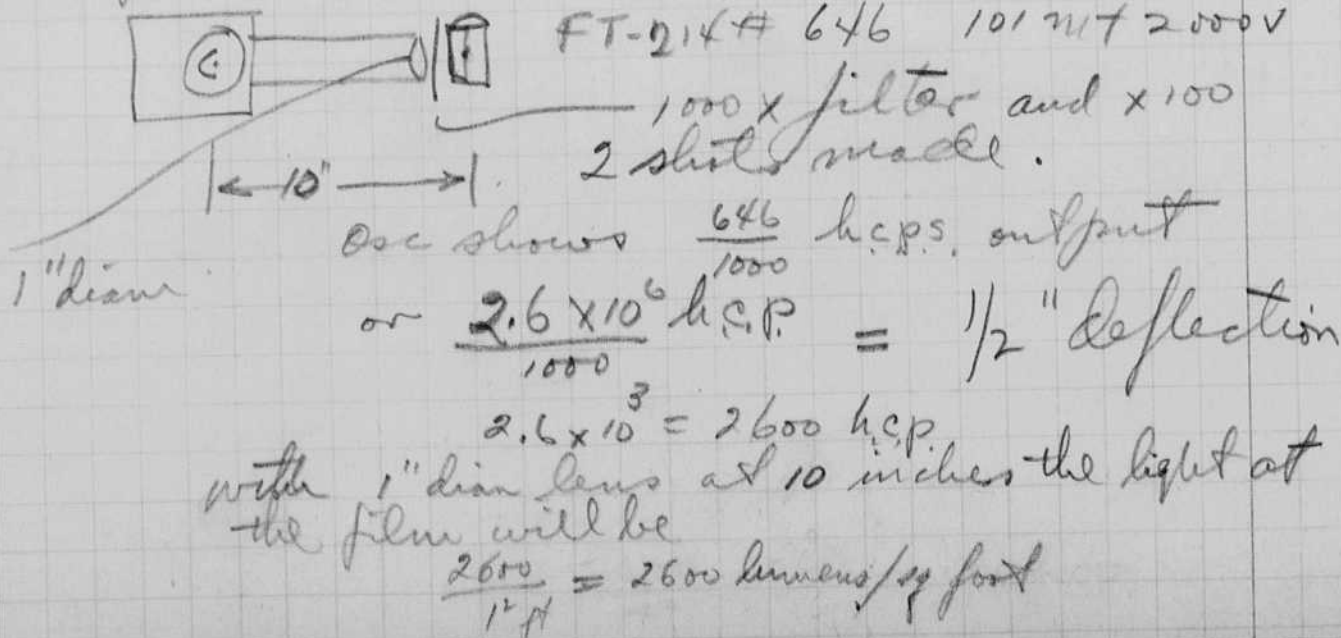 FT-214 # 646 101 mf 2000V
1000 x filter and x100
2 shots made.
10"
1" diam
Osc shows 646/1000 h.c.p.s. output
or 2.6 x 10^6/1000 h.c.p. = 1/2" deflection
2.6 x 10^3 = 2600 h.c.p.
with 1" diam lens at 10 inches the light at
the film will be
2600/1^2 ft = 2600 lumens/sq foot